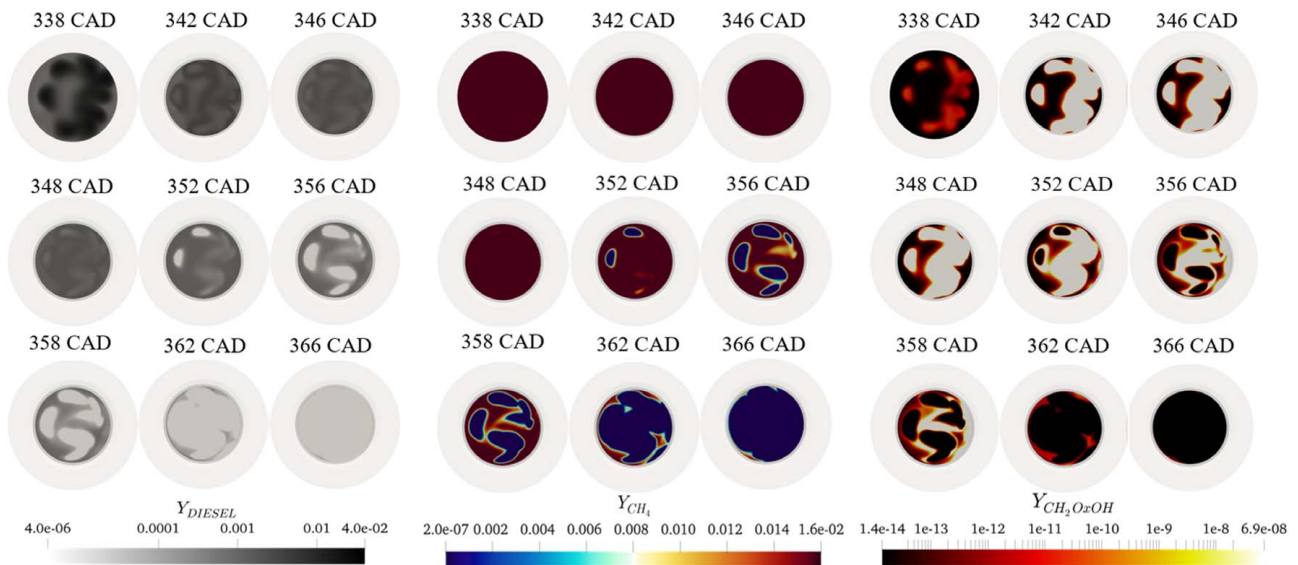 338 CAD 342 CAD 346 CAD 338 CAD 342 CAD 346 CAD 338 CAD 342 CAD 346 CAD
348 CAD 352 CAD 356 CAD 348 CAD 352 CAD 356 CAD 348 CAD 352 CAD 356 CAD
358 CAD 362 CAD 366 CAD 358 CAD 362 CAD 366 CAD 358 CAD 362 CAD 366 CAD
Y_DIESEL Y_CH₄ Y_CH₂OxOH
4.0e-06 0.0001 0.001 0.01 4.0e-02 2.0e-07 0.002 0.004 0.006 0.008 0.010 0.012 0.014 1.6e-02 1.4e-14 1e-13 1e-12 1e-11 1e-10 1e-9 1e-8 6.9e-08